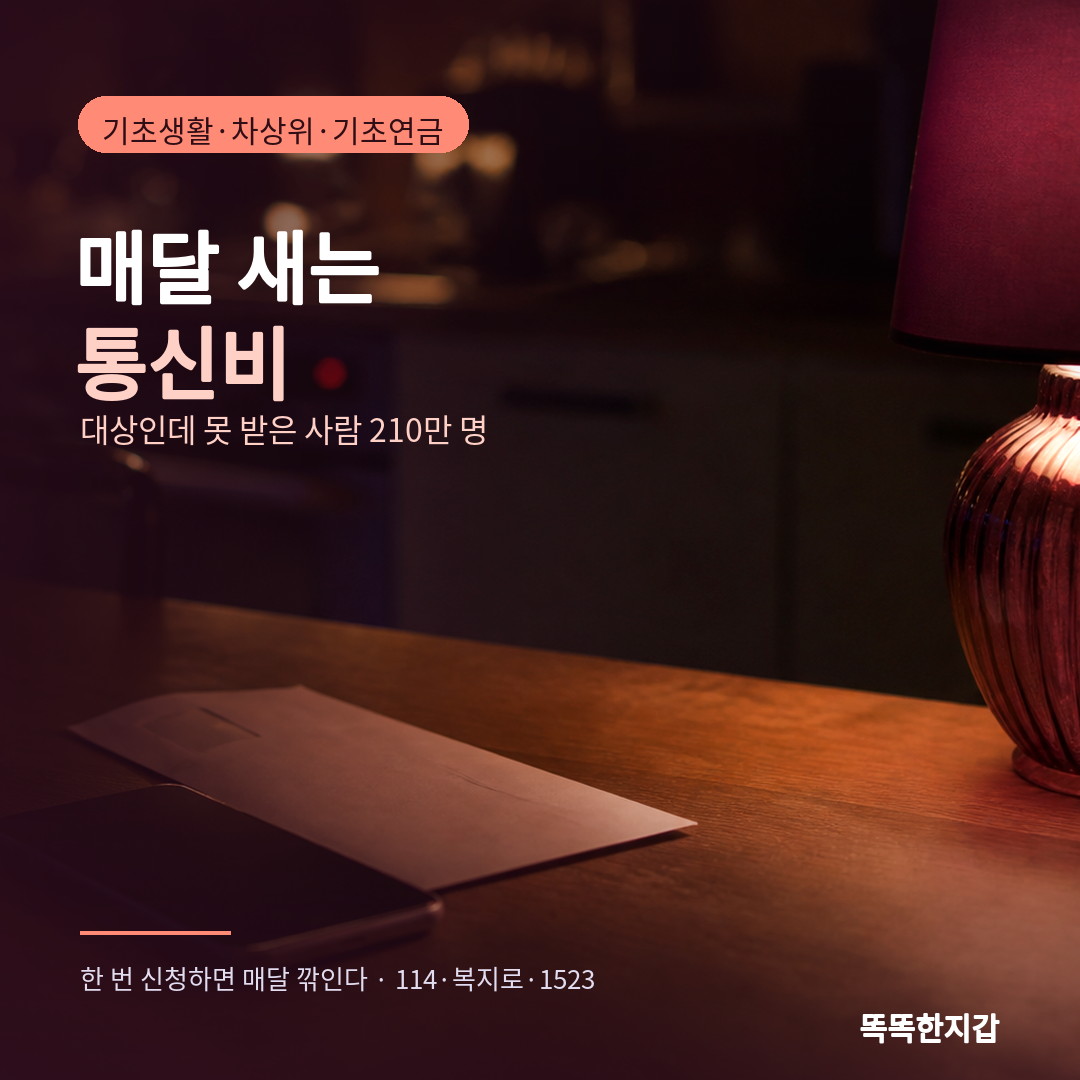 기초생활·차상위·기초연금
매달 새는
통신비
대상인데 못 받은 사람 210만 명
한 번 신청하면 매달 깎인다 · 114·복지로·1523
똑똑한지갑